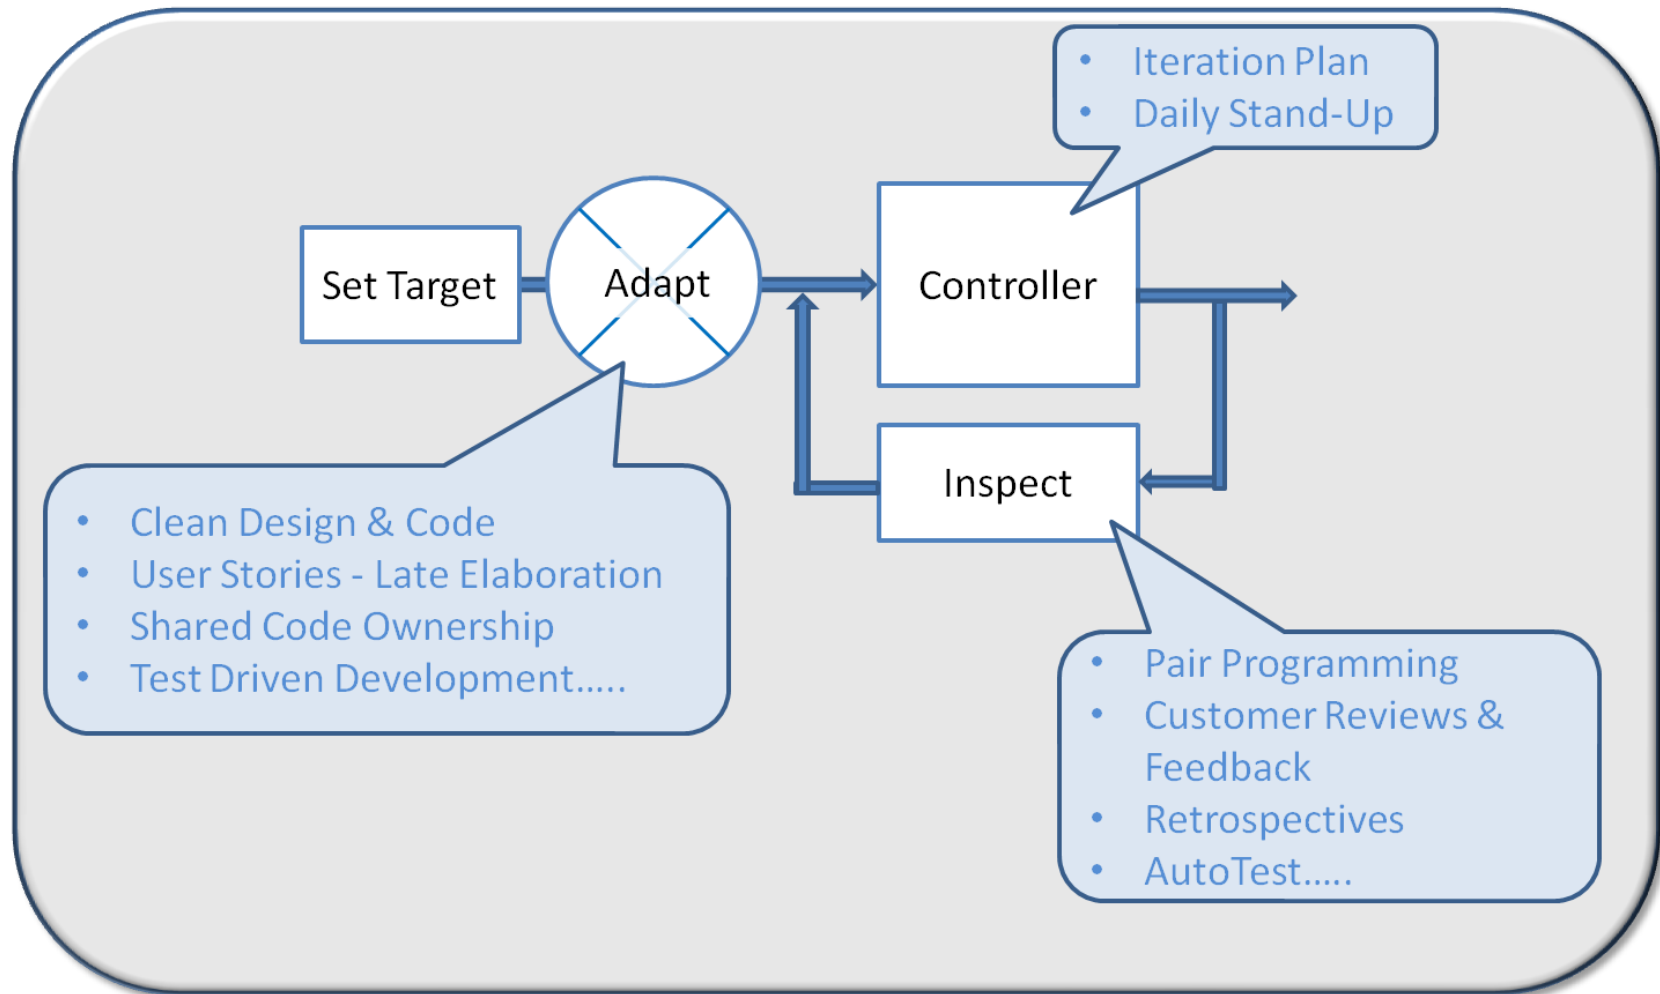 • Iteration Plan
• Daily Stand-Up
Set Target
Adapt
Controller
Inspect
• Clean Design & Code
• User Stories - Late Elaboration
• Shared Code Ownership
• Test Driven Development.....
• Pair Programming
• Customer Reviews &
Feedback
• Retrospectives
• AutoTest.....